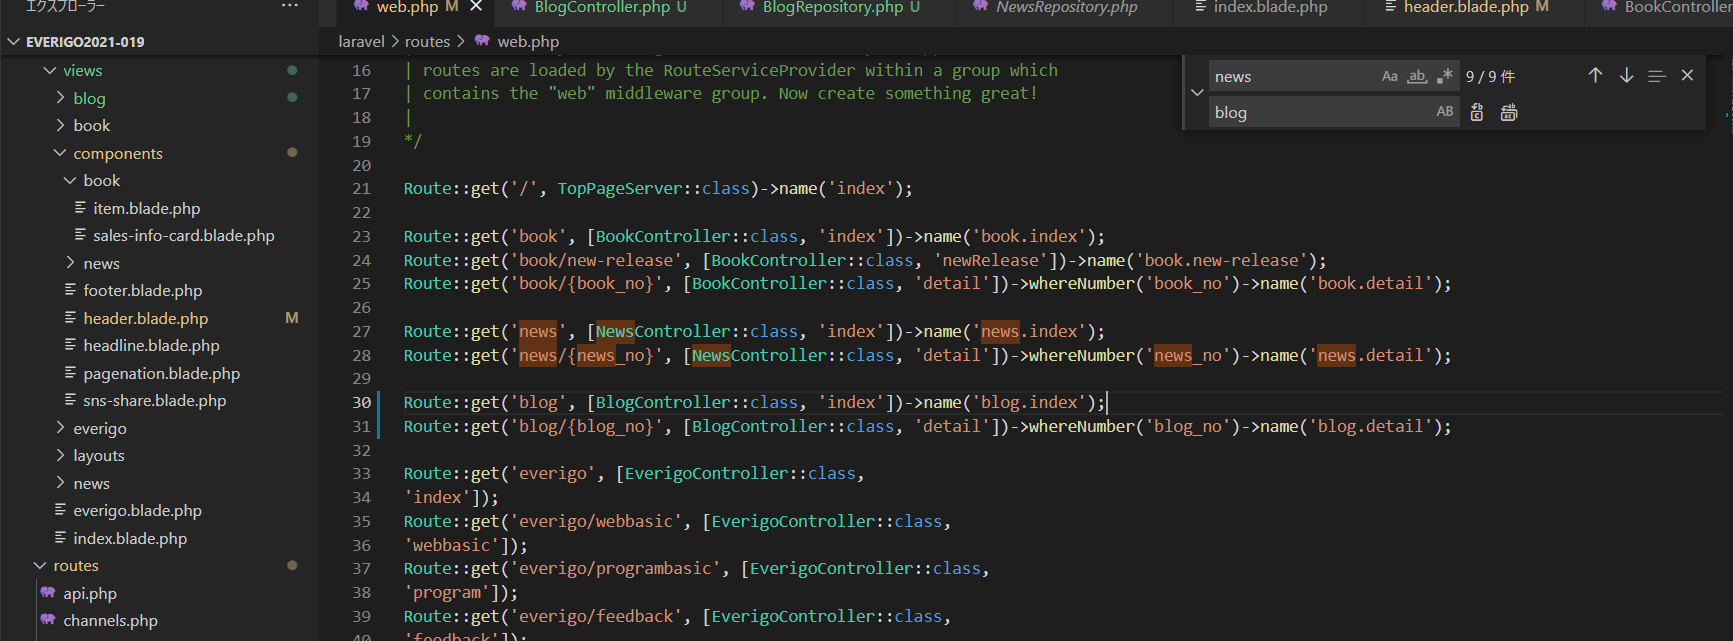 エクスプローラー
EVERIGO2021-019
views
blog
book
components
book
item.blade.php
sales-info-card.blade.php
news
footer.blade.php
header.blade.php M
headline.blade.php
pagenation.blade.php
sns-share.blade.php
everigo
layouts
news
everigo.blade.php
index.blade.php
routes
api.php
channels.php
web.php M
BlogController.php U
BlogRepository.php U
NewsRepository.php
index.blade.php
header.blade.php M
BookController
laravel > routes > web.php
news Aa ab 9 / 9 件
blog AB
16 | routes are loaded by the RouteServiceProvider within a group which
17 | contains the "web" middleware group. Now create something great!
18 |
19 */
20
21 Route::get('/', TopPageServer::class)->name('index');
22
23 Route::get('book', [BookController::class, 'index'])->name('book.index');
24 Route::get('book/new-release', [BookController::class, 'newRelease'])->name('book.new-release');
25 Route::get('book/{book_no}', [BookController::class, 'detail'])->whereNumber('book_no')->name('book.detail');
26
27 Route::get('news', [NewsController::class, 'index'])->name('news.index');
28 Route::get('news/{news_no}', [NewsController::class, 'detail'])->whereNumber('news_no')->name('news.detail');
29
30 Route::get('blog', [BlogController::class, 'index'])->name('blog.index');
31 Route::get('blog/{blog_no}', [BlogController::class, 'detail'])->whereNumber('blog_no')->name('blog.detail');
32
33 Route::get('everigo', [EverigoController::class,
34 'index']);
35 Route::get('everigo/webbasic', [EverigoController::class,
36 'webbasic']);
37 Route::get('everigo/programbasic', [EverigoController::class,
38 'program']);
39 Route::get('everigo/feedback', [EverigoController::class,
40 'feedback']);